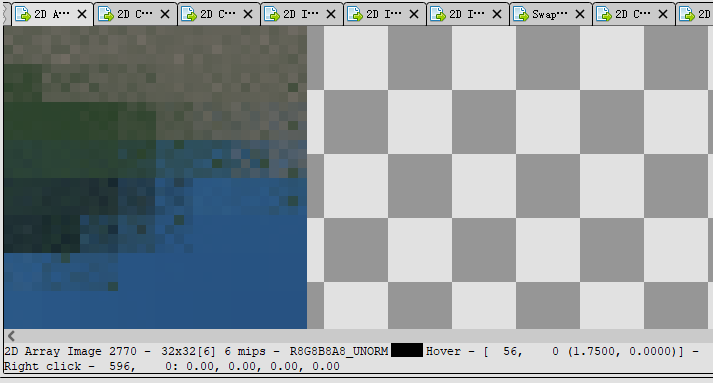 2D A··· 2D C··· 2D C··· 2D I··· 2D I··· 2D I··· Swap··· 2D C··· 2D
2D Array Image 2770 - 32x32[6] 6 mips - R8G8B8A8_UNORM Hover - [ 56, 0 (1.7500, 0.0000)] -
Right click - 596, 0: 0.00, 0.00, 0.00, 0.00